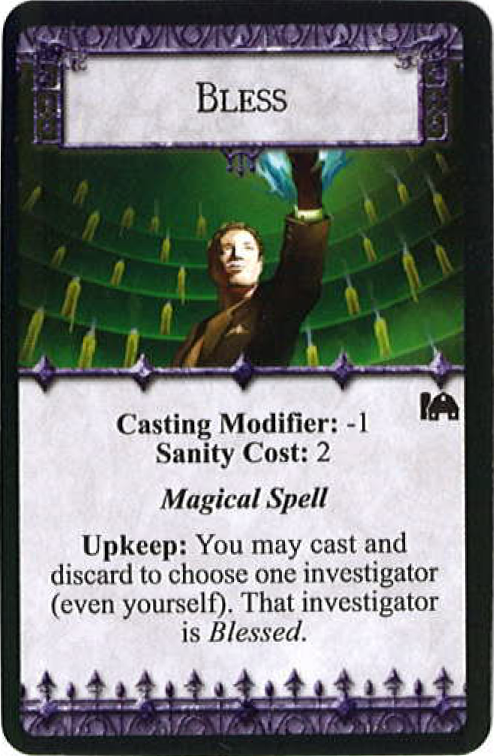 BLESS
Casting Modifier: -1
Sanity Cost: 2
Magical Spell
Upkeep: You may cast and
discard to choose one investigator
(even yourself). That investigator
is Blessed.